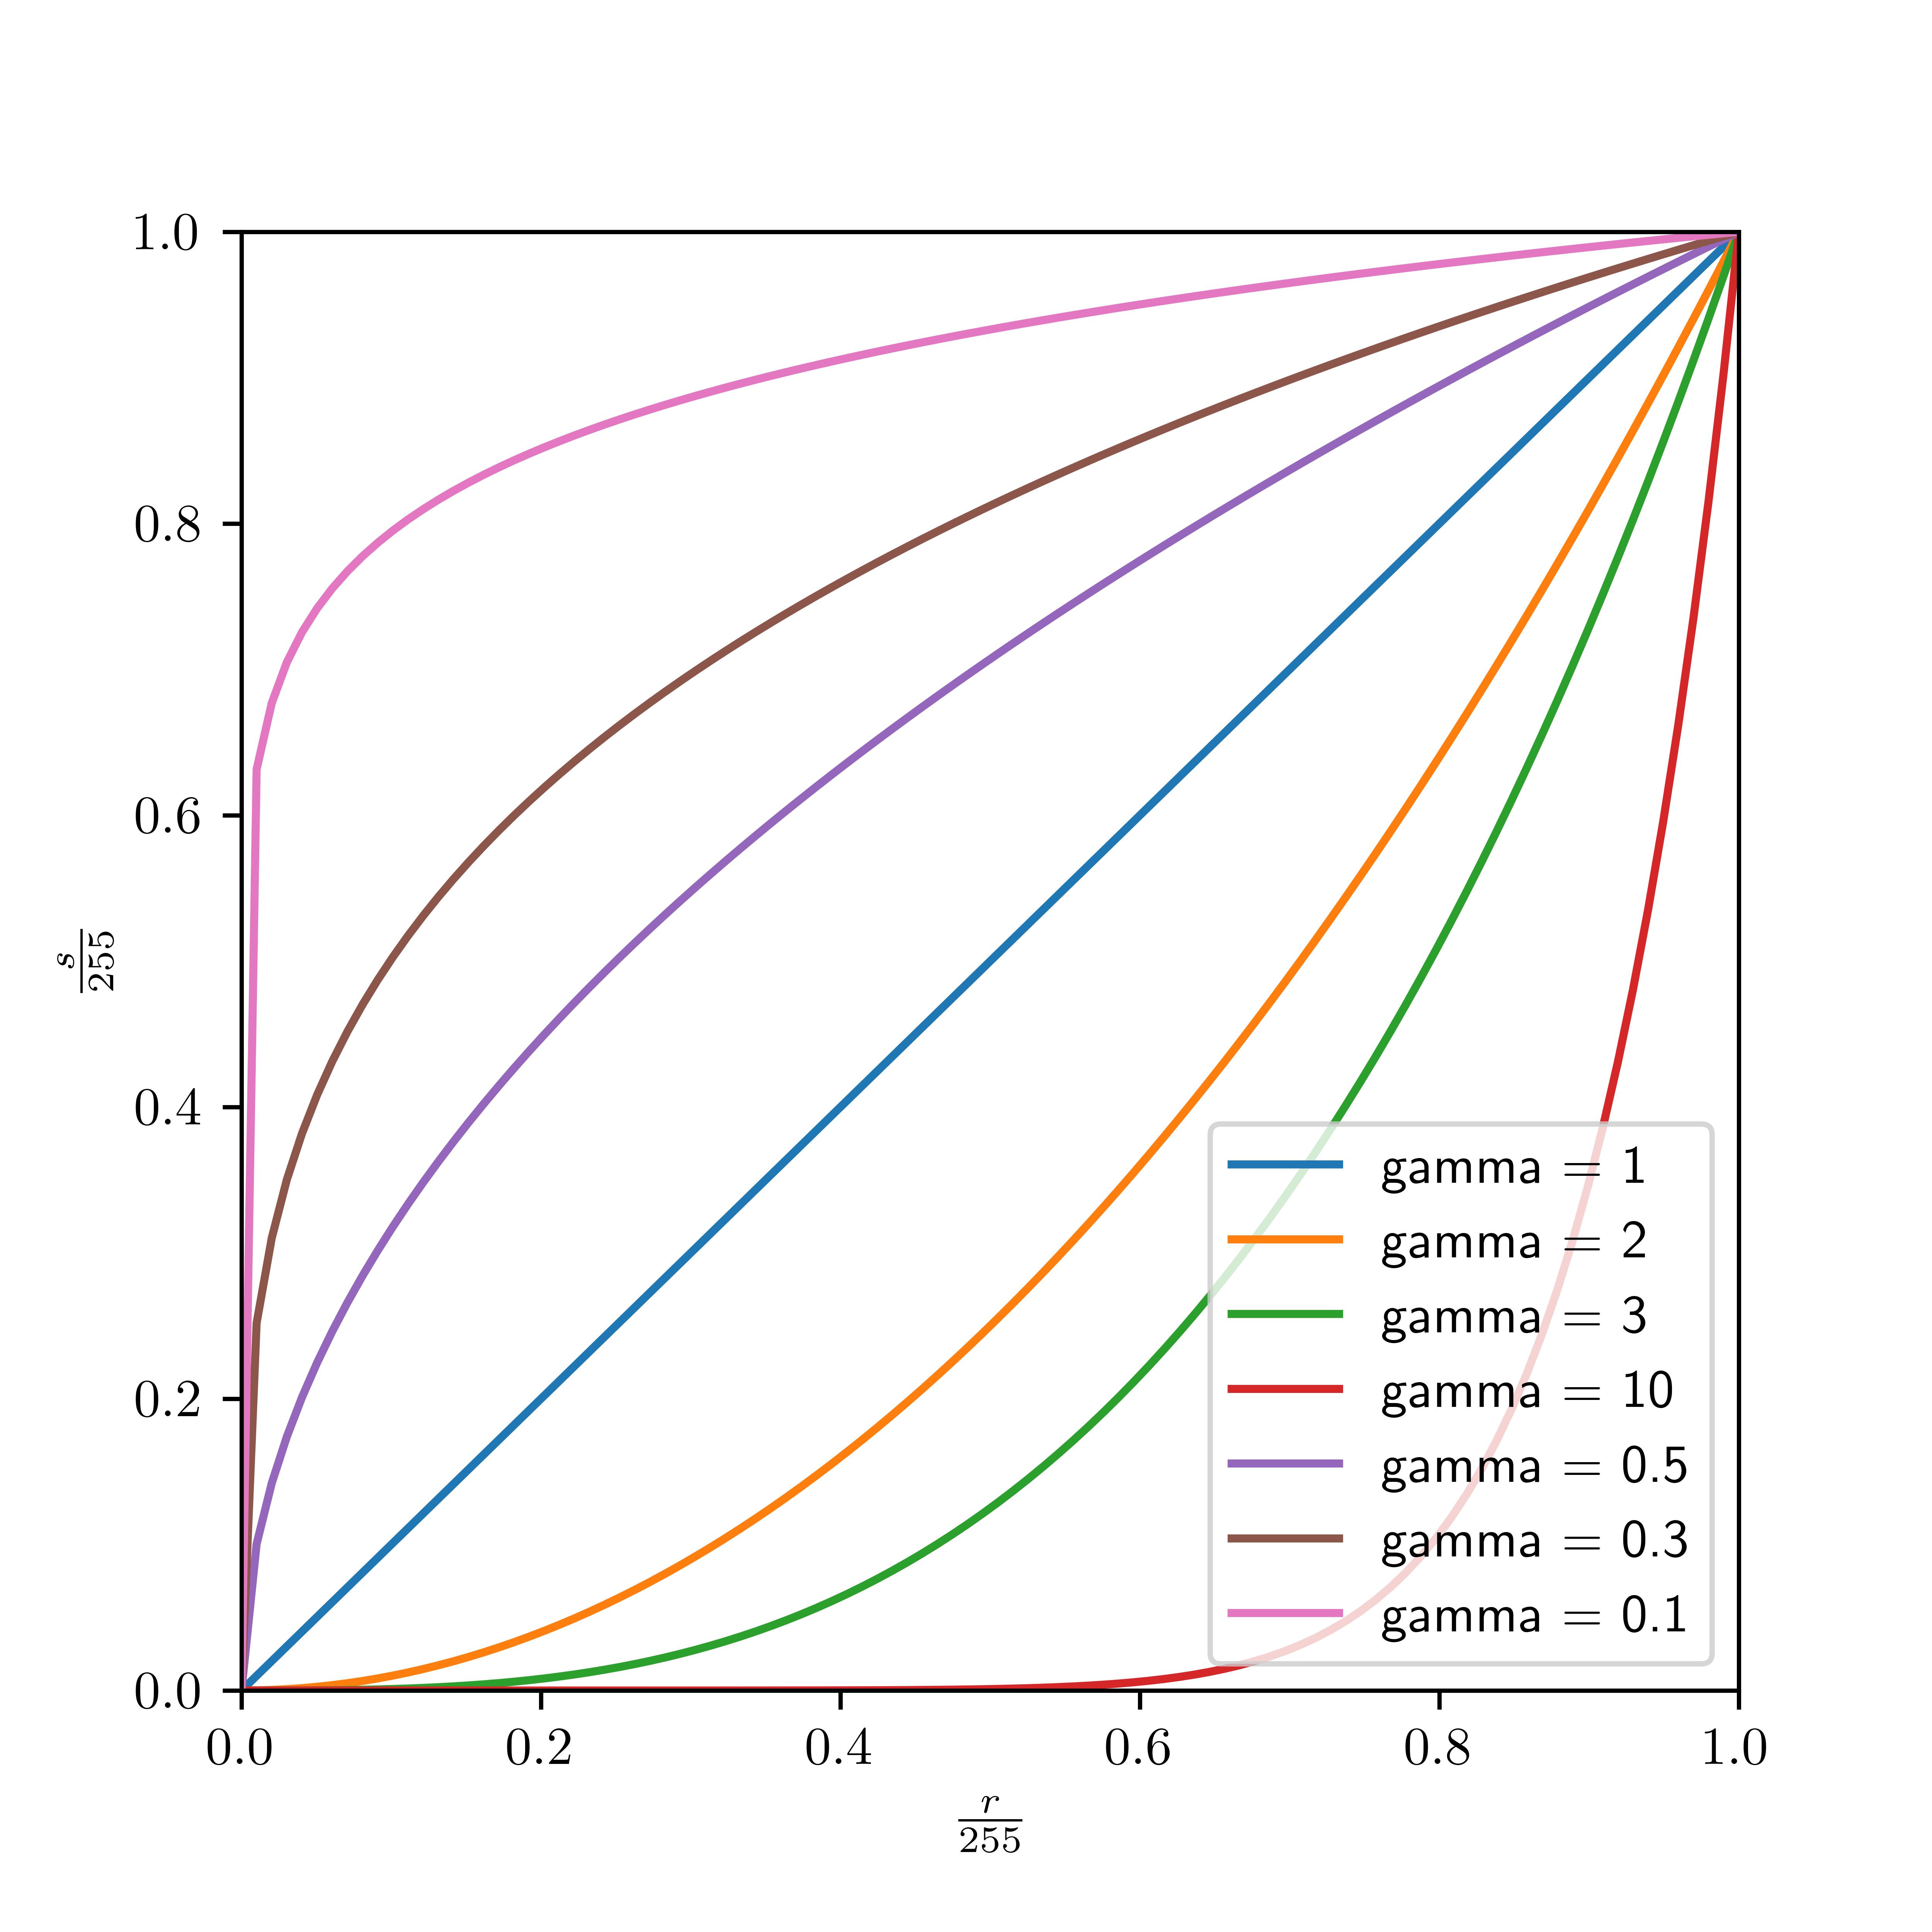 1.0
0.8
0.6
0.4
0.2
0.0
s
255
gamma = 1
gamma = 2
gamma = 3
gamma = 10
gamma = 0.5
gamma = 0.3
gamma = 0.1
0.0 0.2 0.4 0.6 0.8 1.0
r
255